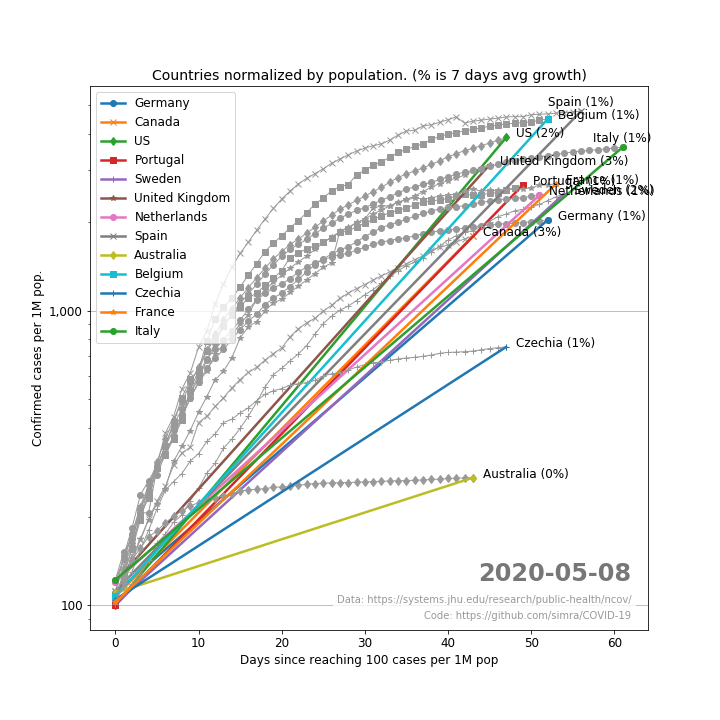 Countries normalized by population. (% is 7 days avg growth)
Germany
Canada
US
Portugal
Sweden
United Kingdom
Netherlands
Spain
Australia
Belgium
Czechia
France
Italy
Spain (1%)
Belgium (1%)
US (2%)
Italy (1%)
United Kingdom (3%)
Portugal (1%)
France (1%)
Netherlands (1%)
Germany (1%)
Canada (3%)
Czechia (1%)
Australia (0%)
1,000
100
Confirmed cases per 1M pop.
2020-05-08
Data: https://systems.jhu.edu/research/public-health/ncov/
Code: https://github.com/simra/COVID-19
0 10 20 30 40 50 60
Days since reaching 100 cases per 1M pop